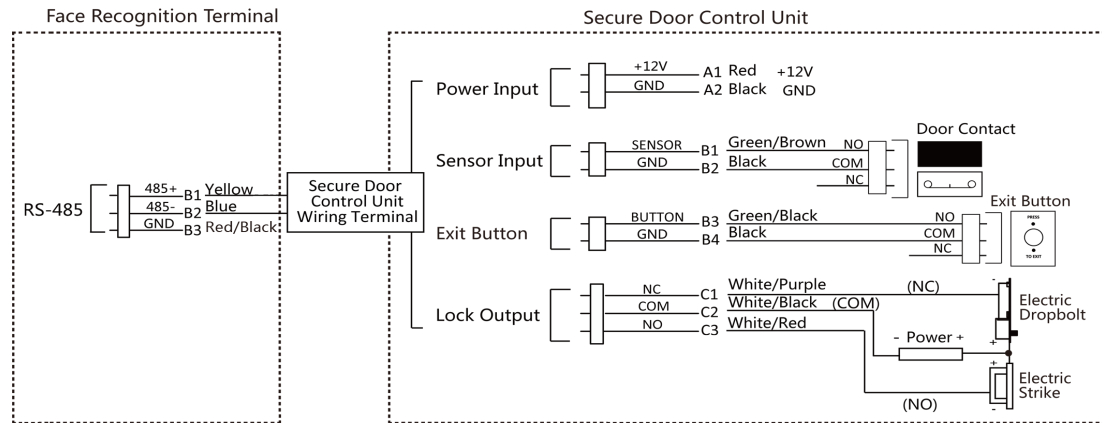 Face Recognition Terminal
Secure Door Control Unit
RS-485
485+ B1 Yellow
485- B2 Blue
GND B3 Red/Black
Secure Door
Control Unit
Wiring Terminal
Power Input
+12V A1 Red +12V
GND A2 Black GND
Sensor Input
SENSOR B1 Green/Brown NO
GND B2 Black COM
NC
Door Contact
Exit Button
BUTTON B3 Green/Black NO
GND B4 Black COM
NC
Exit Button
PRESS
TO EXIT
Lock Output
NC C1 White/Purple (NC)
COM C2 White/Black (COM)
NO C3 White/Red
(NO)
- Power +
-
+
Electric
Dropbolt
+
-
Electric
Strike